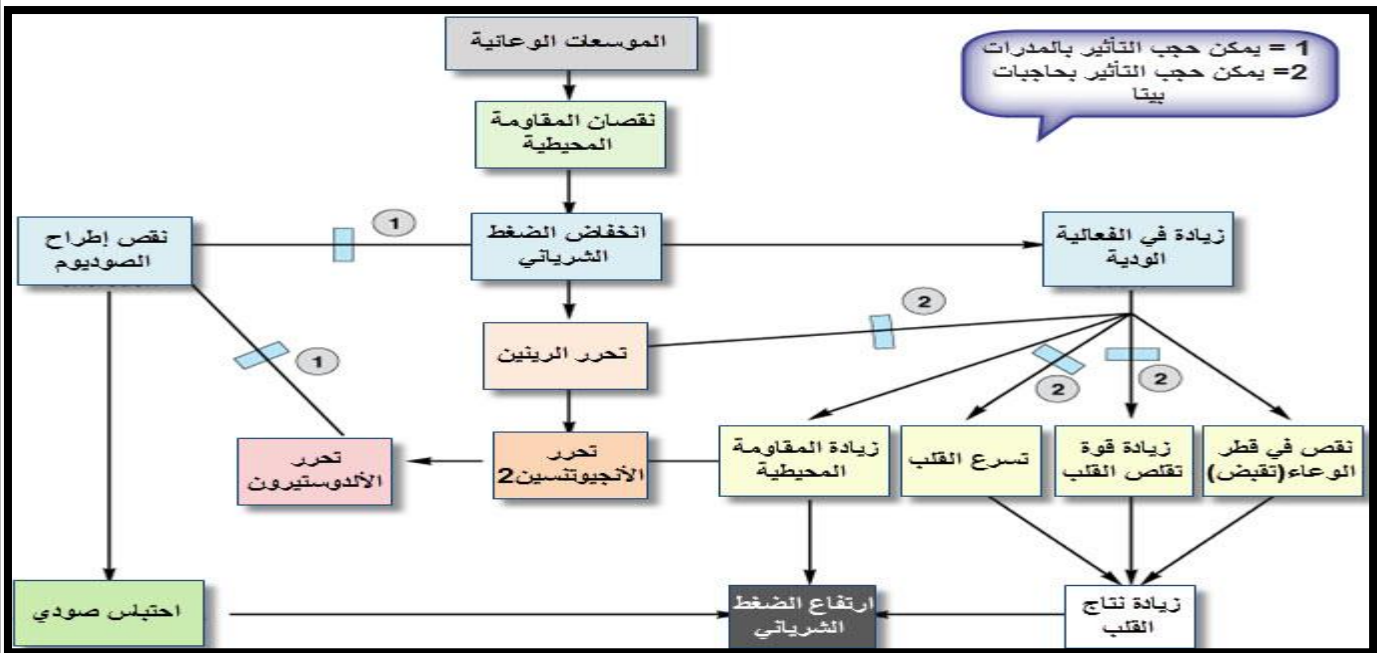 الموسعات الوعائية
1 = يمكن حجب التأثير بالمدرات
2= يمكن حجب التأثير بحاجبات
بيتا
نقصان المقاومة
المحيطية
نقص إطراح
الصوديوم
1
انخفاض الضغط
الشرياني
زيادة في الفعالية
الودية
2
تحرر الرينين
1
2
2
تحرر
الألدوستيرون
تحرر
الأنجيوتنسين2
زيادة المقاومة
المحيطية
تسرع القلب
زيادة قوة
تقلص القلب
نقص في قطر
الوعاء(تقبض)
احتباس صودي
ارتفاع الضغط
الشرياني
زيادة نتاج
القلب